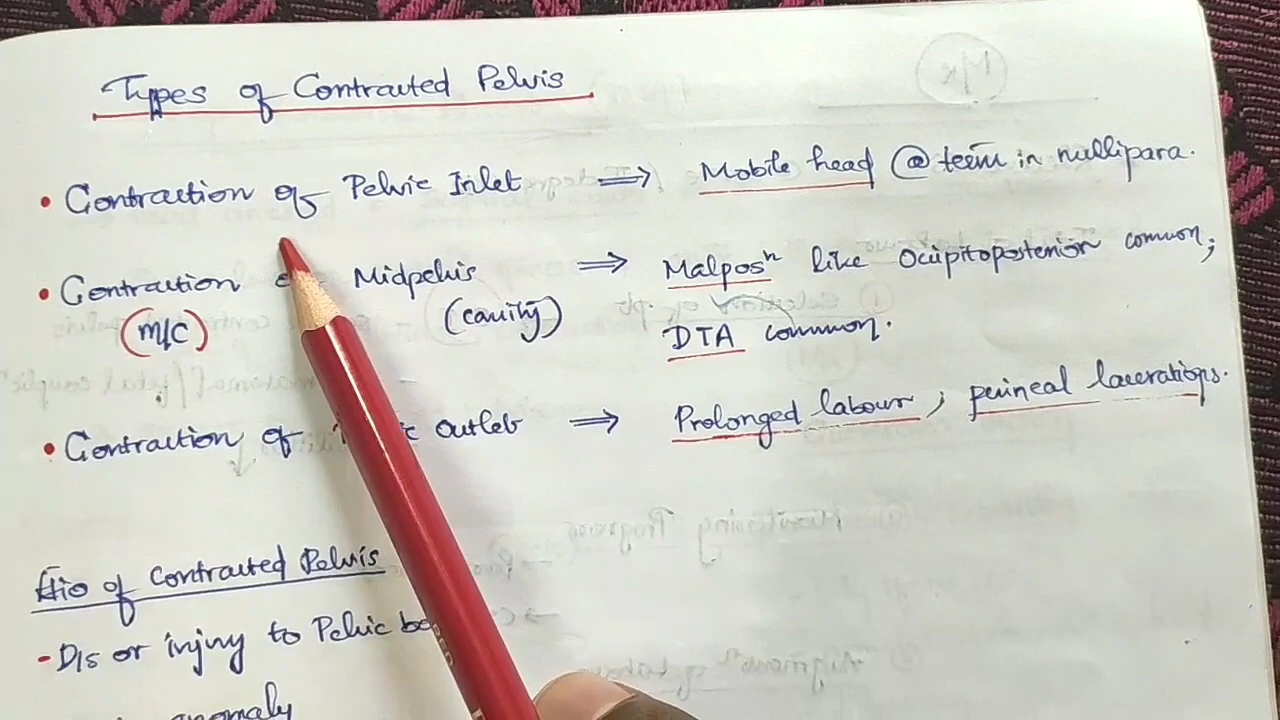 Types of Contracted Pelvis
• Contraction of Pelvic Inlet ⟹ Mobile head @ term in nullipara.
• Contraction Midpelvis ⟹ Malposⁿ like Occipitoposterior common;
(M/C) (cavity) DTA common.
• Contraction of outlet ⟹ Prolonged labour; perineal lacerations.
Etio of Contracted Pelvis
- Dis or injury to Pelvic
anomaly